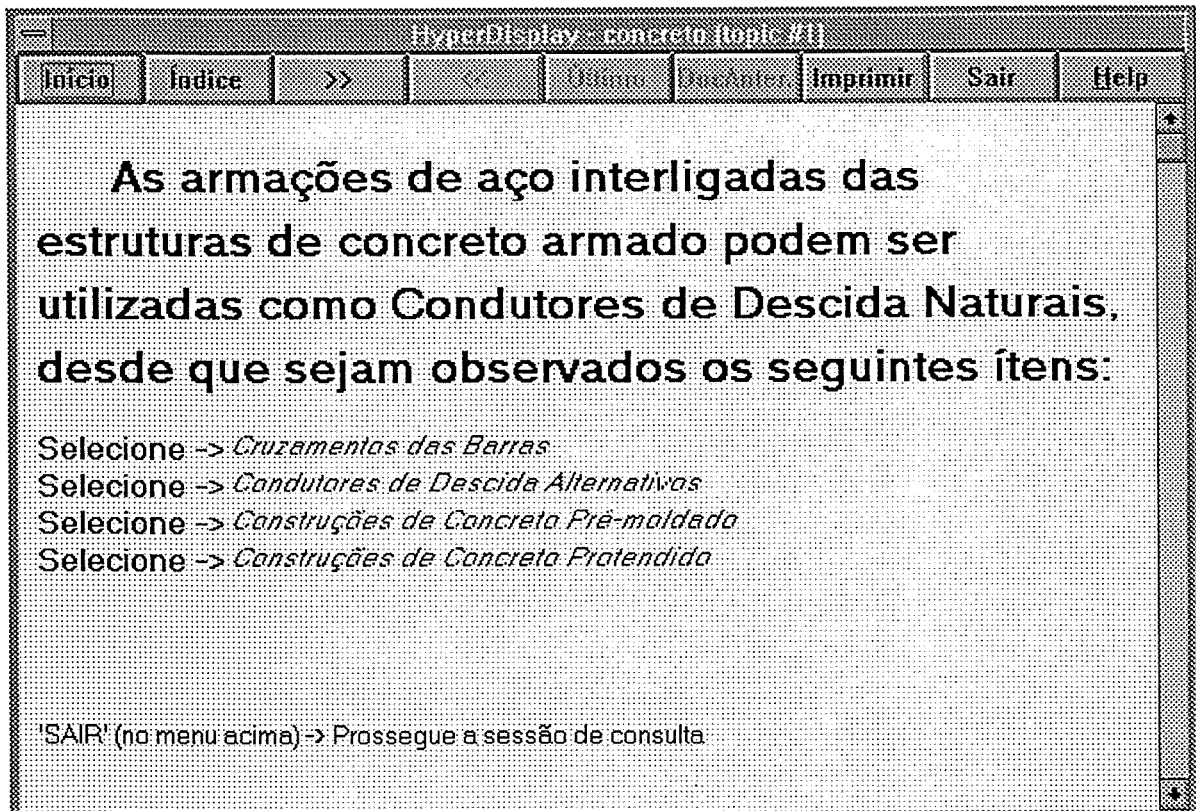 HyperDisplay - concreto [topic #1]
Início Índice >> << Último DocAnter. Imprimir Sair Help
As armações de aço interligadas das
estruturas de concreto armado podem ser
utilizadas como Condutores de Descida Naturais,
desde que sejam observados os seguintes ítens:
Selecione -> Cruzamentos das Barras
Selecione -> Condutores de Descida Alternativos
Selecione -> Construções de Concreto Pré-moldado
Selecione -> Construções de Concreto Protendido
'SAIR' (no menu acima) -> Prossegue a sessão de consulta